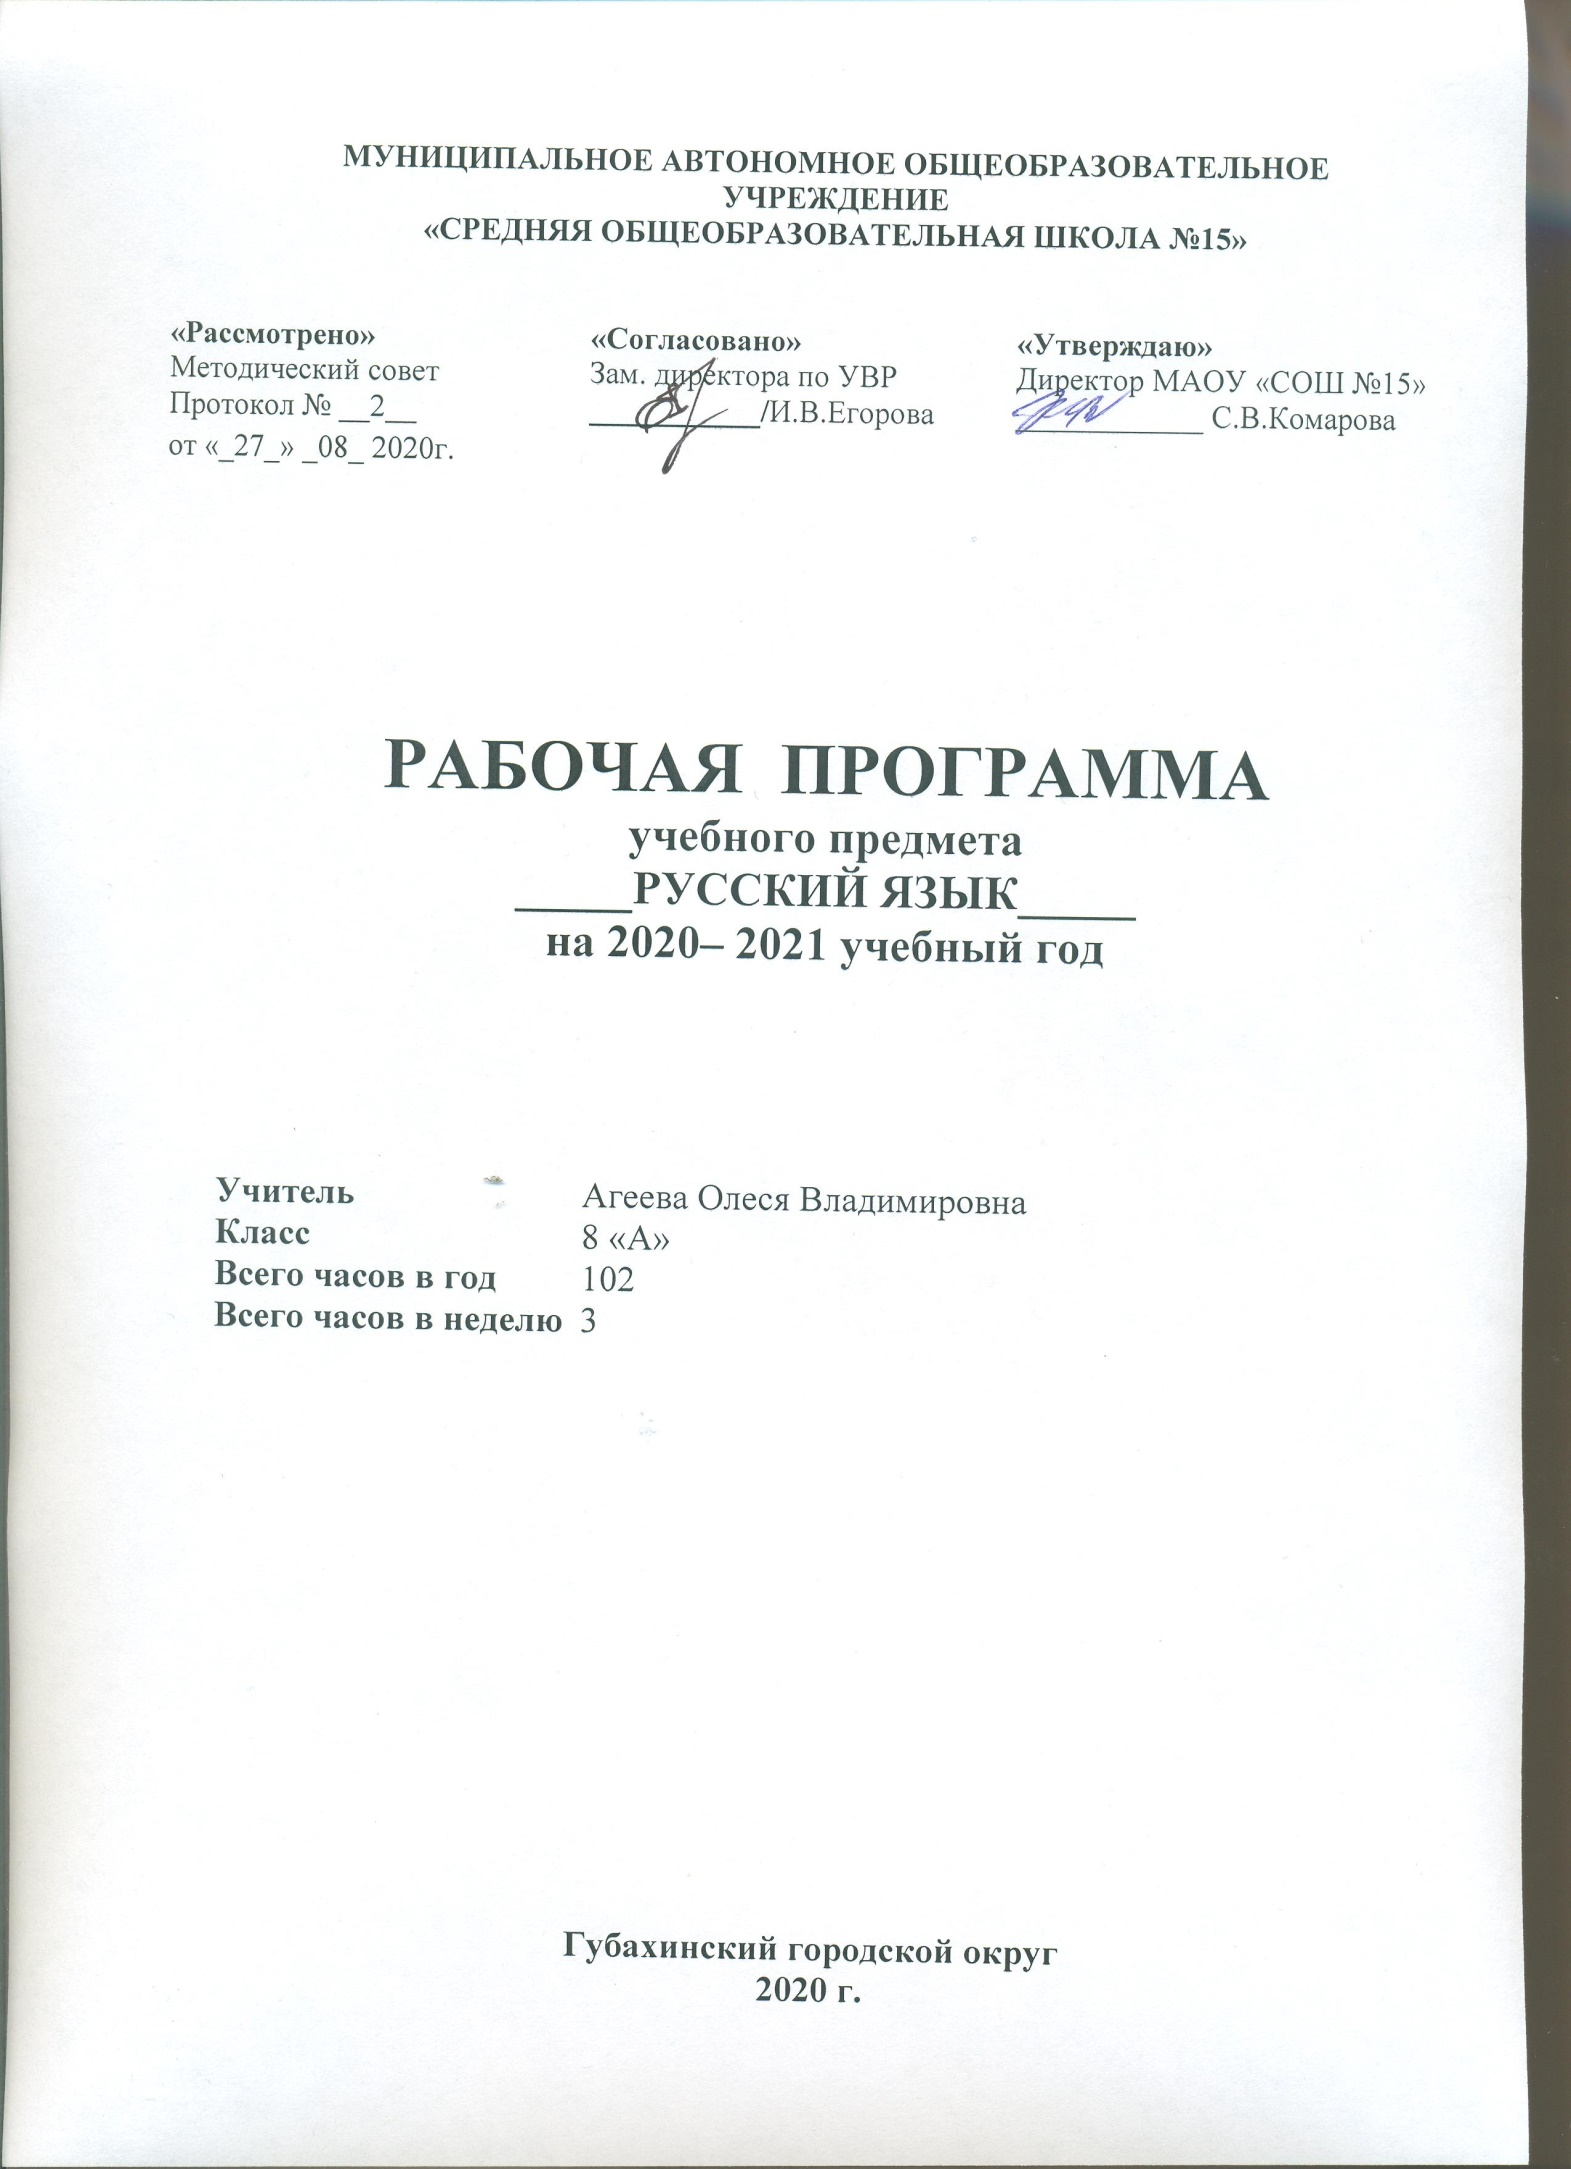 МУНИЦИПАЛЬНОЕ АВТОНОМНОЕ ОБЩЕОБРАЗОВАТЕЛЬНОЕ
УЧРЕЖДЕНИЕ
«СРЕДНЯЯ ОБЩЕОБРАЗОВАТЕЛЬНАЯ ШКОЛА №15»
«Рассмотрено»
Методический совет
Протокол № __2__
от «_27_» _08_ 2020г.
«Согласовано»
Зам. директора по УВР
___________/И.В.Егорова
«Утверждаю»
Директор МАОУ «СОШ №15»
____________ С.В.Комарова
РАБОЧАЯ ПРОГРАММА
учебного предмета
_____РУССКИЙ ЯЗЫК_____
на 2020– 2021 учебный год
Учитель Агеева Олеся Владимировна
Класс 8 «А»
Всего часов в год 102
Всего часов в неделю 3
Губахинский городской округ
2020 г.